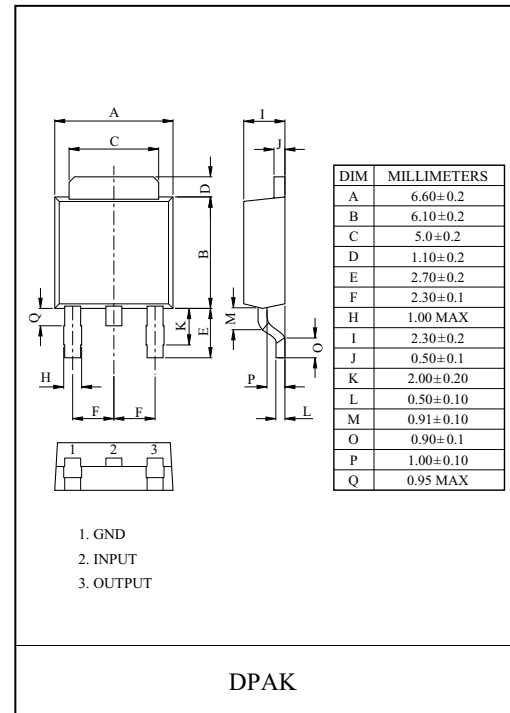 A
C
I
J
D
B
Q
K
E
M
O
H
P
F F
L
1 2 3
1. GND
2. INPUT
3. OUTPUT
DIM MILLIMETERS
A 6.60±0.2
B 6.10±0.2
C 5.0±0.2
D 1.10±0.2
E 2.70±0.2
F 2.30±0.1
H 1.00 MAX
I 2.30±0.2
J 0.50±0.1
K 2.00±0.20
L 0.50±0.10
M 0.91±0.10
O 0.90±0.1
P 1.00±0.10
Q 0.95 MAX
DPAK